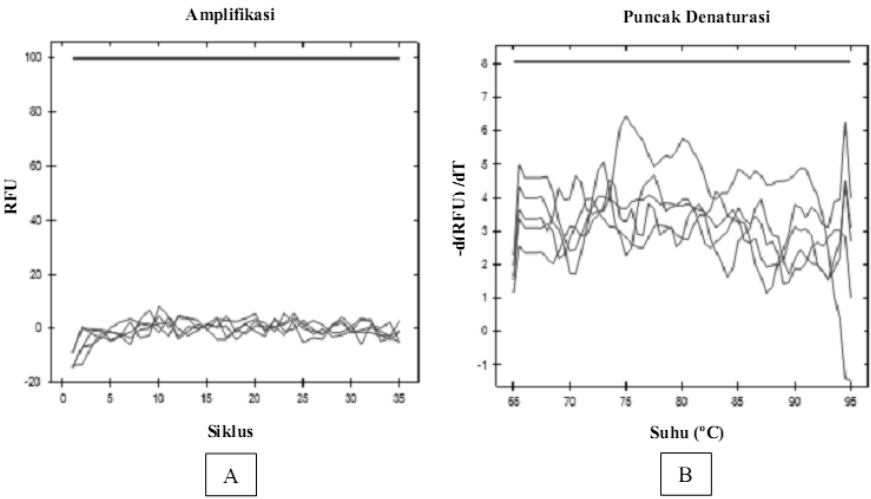 Amplifikasi
RFU
100
80
60
40
20
0
-20
0 5 10 15 20 25 30 35
Siklus
A
Puncak Denaturasi
-d(RFU) /dT
8
7
6
5
4
3
2
1
0
-1
65 70 75 80 85 90 95
Suhu (°C)
B